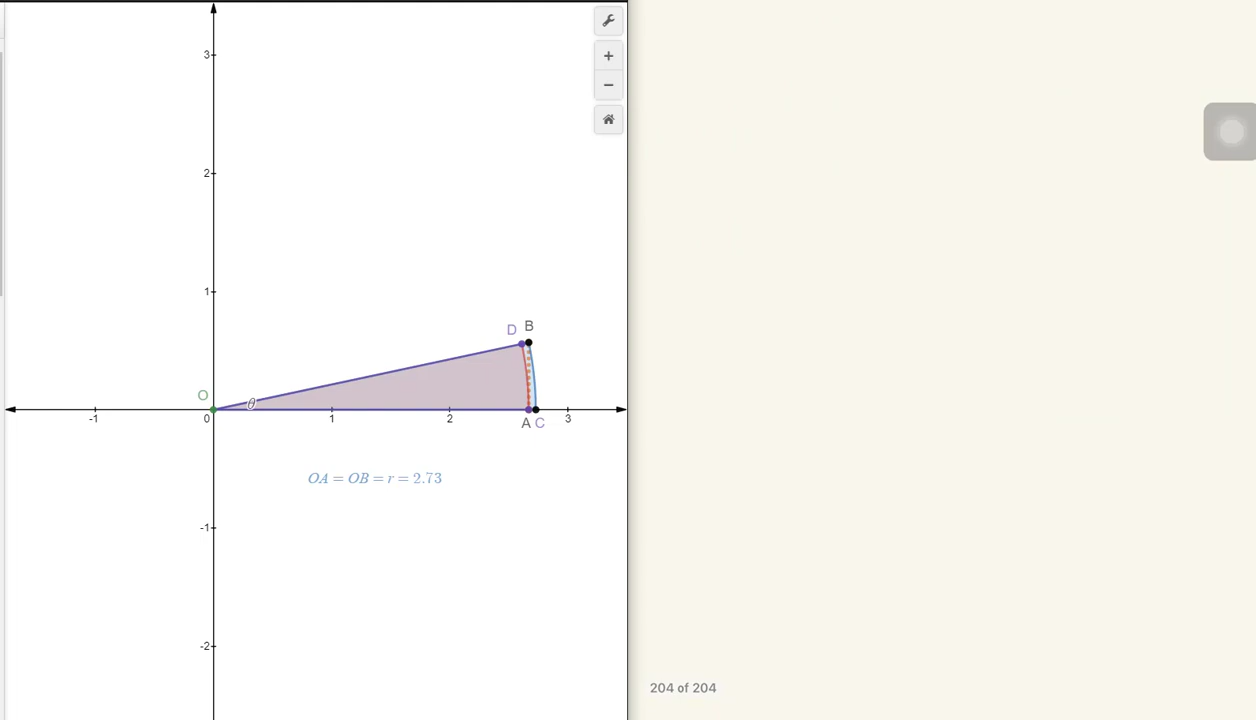 3
2
1
D B
O
θ
-1 0 1 2 3
A C
OA = OB = r = 2.73
-1
-2
204 of 204